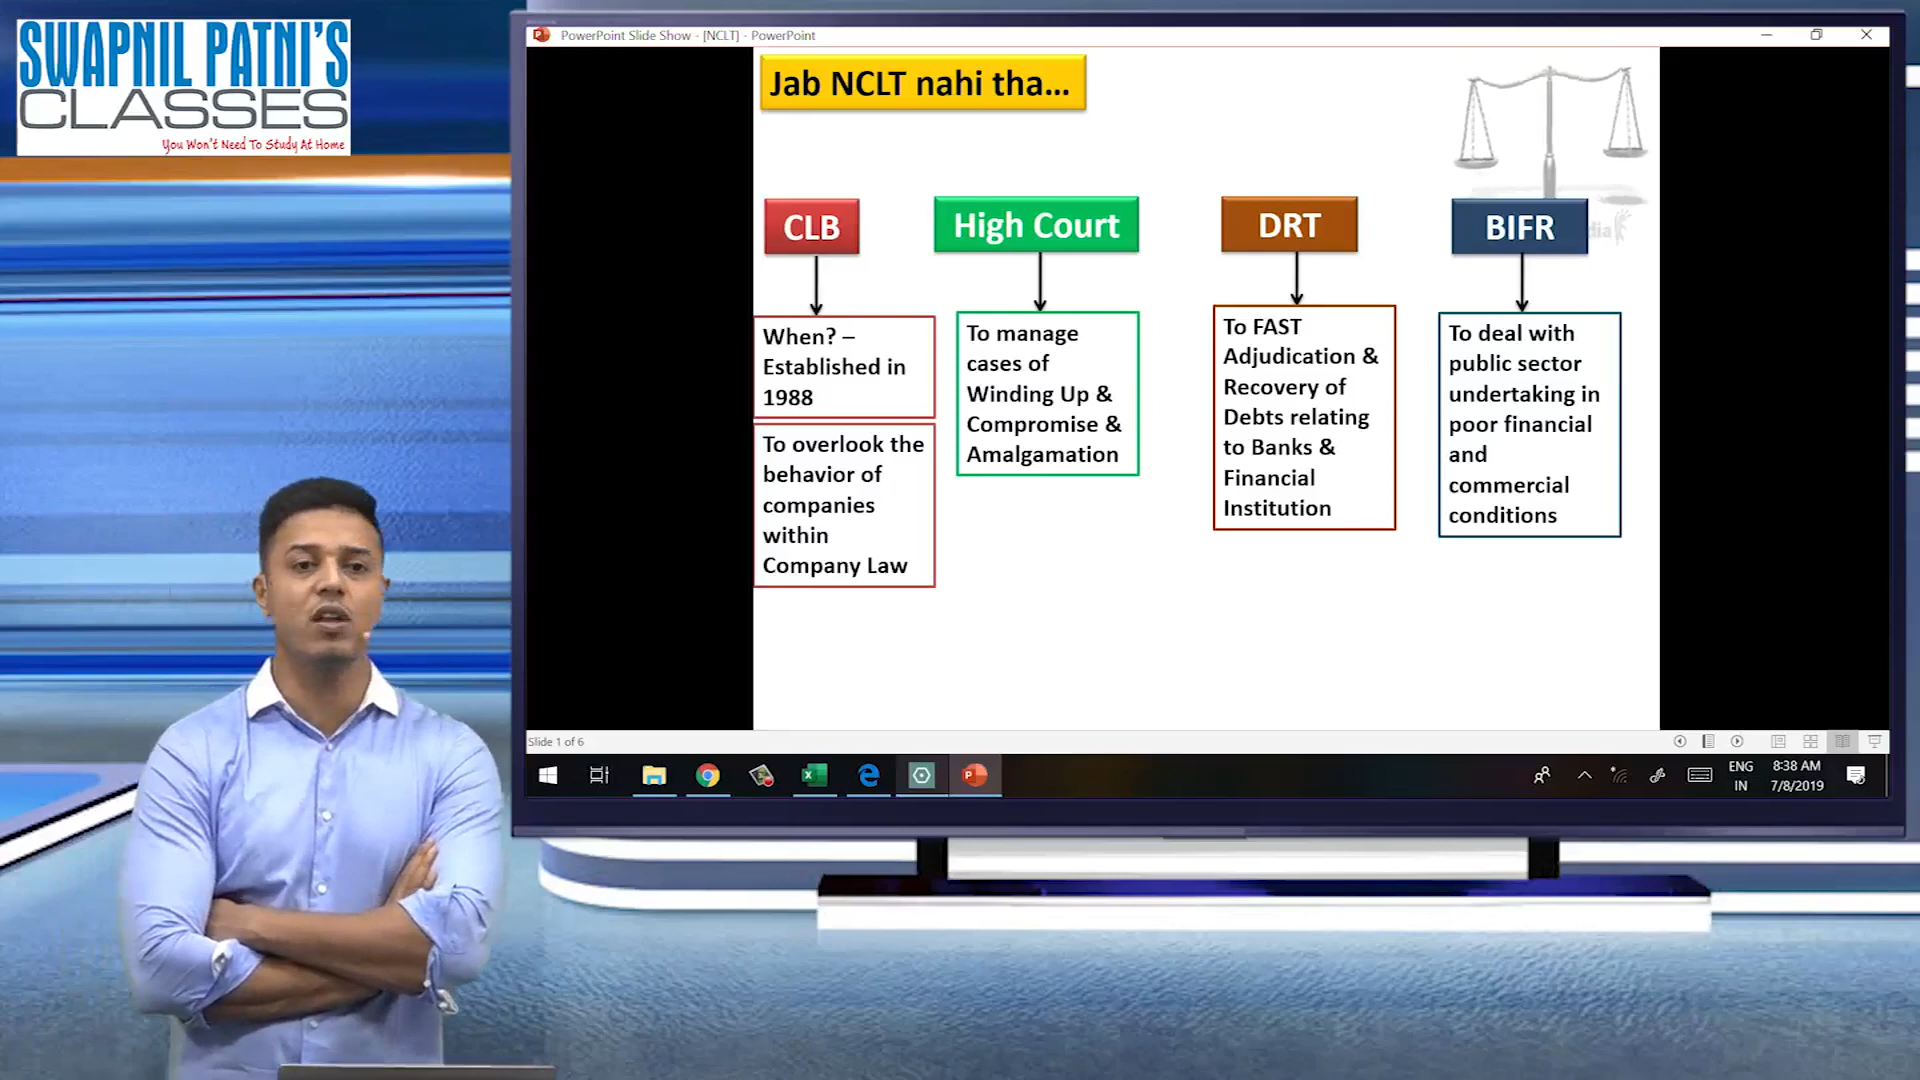 SWAPNIL PATNI'S
CLASSES
You Won't Need To Study At Home
PowerPoint Slide Show - [NCLT] - PowerPoint
Jab NCLT nahi tha...
CLB
High Court
DRT
BIFR
When? –
Established in
1988
To overlook the
behavior of
companies
within
Company Law
To manage
cases of
Winding Up &
Compromise &
Amalgamation
To FAST
Adjudication &
Recovery of
Debts relating
to Banks &
Financial
Institution
To deal with
public sector
undertaking in
poor financial
and
commercial
conditions
Slide 1 of 6
ENG
IN
8:38 AM
7/8/2019